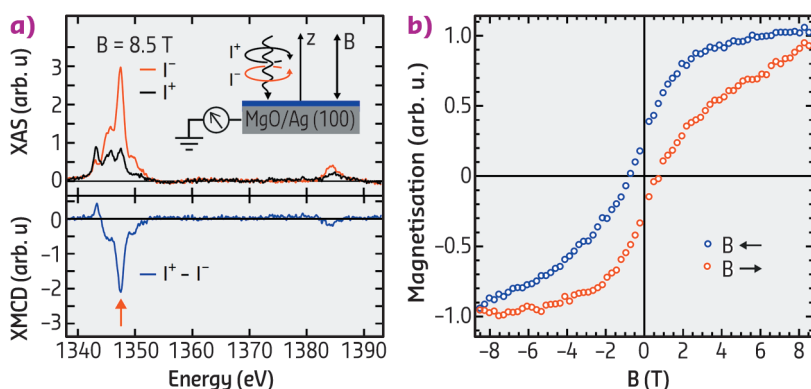 a)
B = 8.5 T
I⁻
I⁺
I⁺
I⁻
Z
B
MgO/Ag (100)
XAS (arb. u)
3
2
1
0
XMCD (arb. u)
0
-1
-2
-3
I⁺ - I⁻
1340 1350 1360 1370 1380 1390
Energy (eV)
b)
Magnetisation (arb. u.)
1.0
0.5
0
-0.5
-1.0
B ←
B →
-8 -6 -4 -2 0 2 4 6 8
B (T)